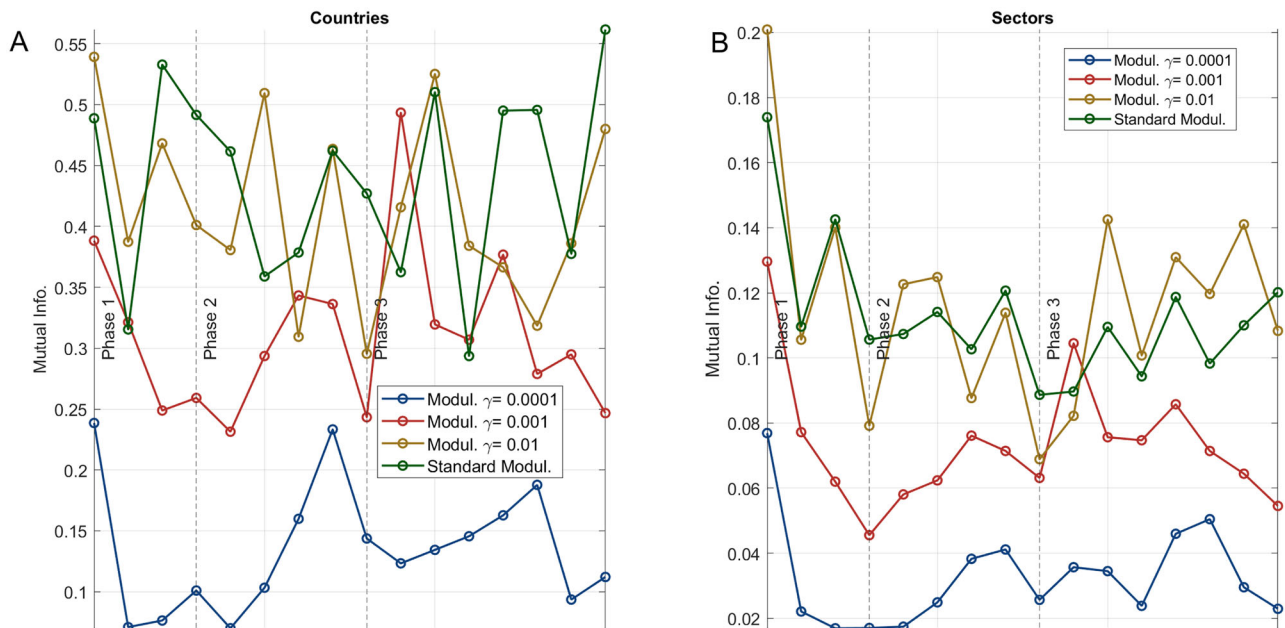 A
Countries
0.55
0.5
0.45
0.4
0.35
0.3
0.25
0.2
0.15
0.1
Mutual Info.
Phase 1
Phase 2
Phase 3
Modul. γ= 0.0001
Modul. γ= 0.001
Modul. γ= 0.01
Standard Modul.
B
Sectors
0.2
0.18
0.16
0.14
0.12
0.1
0.08
0.06
0.04
0.02
Mutual Info.
Phase 1
Phase 2
Phase 3
Modul. γ= 0.0001
Modul. γ= 0.001
Modul. γ= 0.01
Standard Modul.